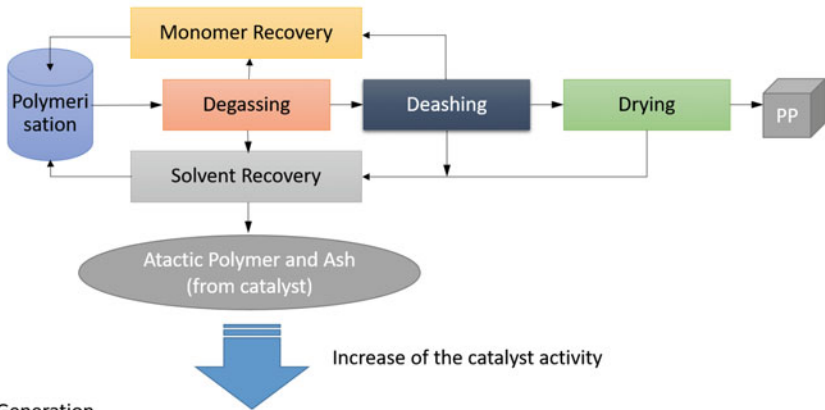 Monomer Recovery
Polymeri
sation
Degassing
Deashing
Drying
PP
Solvent Recovery
Atactic Polymer and Ash
(from catalyst)
Increase of the catalyst activity
Generation